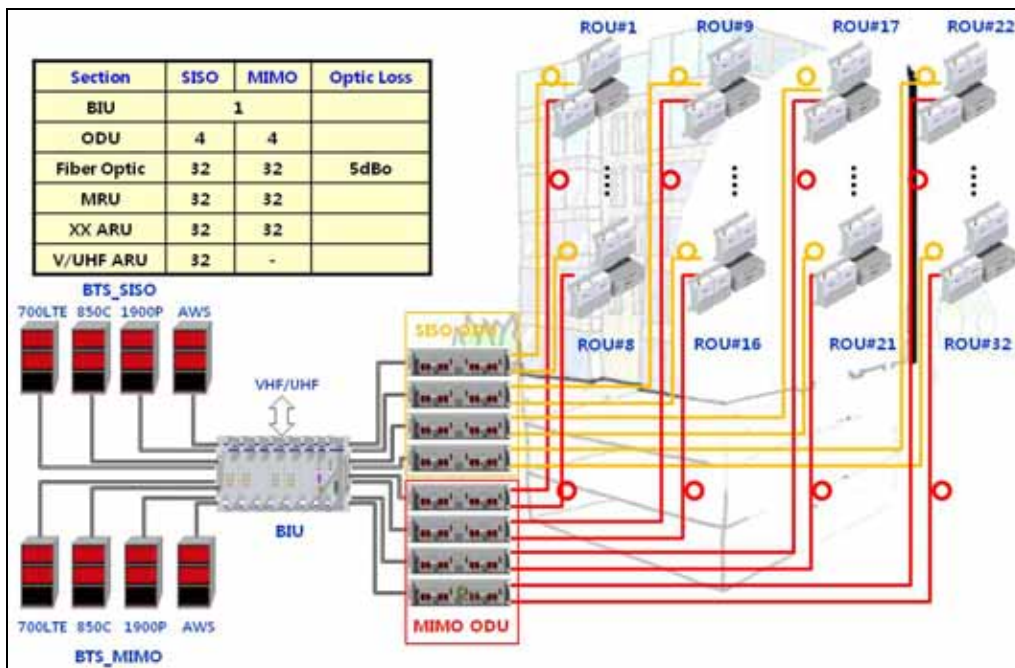 ROU#1 ROU#9 ROU#17 ROU#22
Section SISO MIMO Optic Loss
BIU 1
ODU 4 4
Fiber Optic 32 32 5dBo
MRU 32 32
XX ARU 32 32
V/UHF ARU 32 -
BTS_SISO
700LTE 850C 1900P AWS
SISO ODU
ROU#8 ROU#16 ROU#21 ROU#32
VHF/UHF
BIU
700LTE 850C 1900P AWS
MIMO ODU
BTS_MIMO